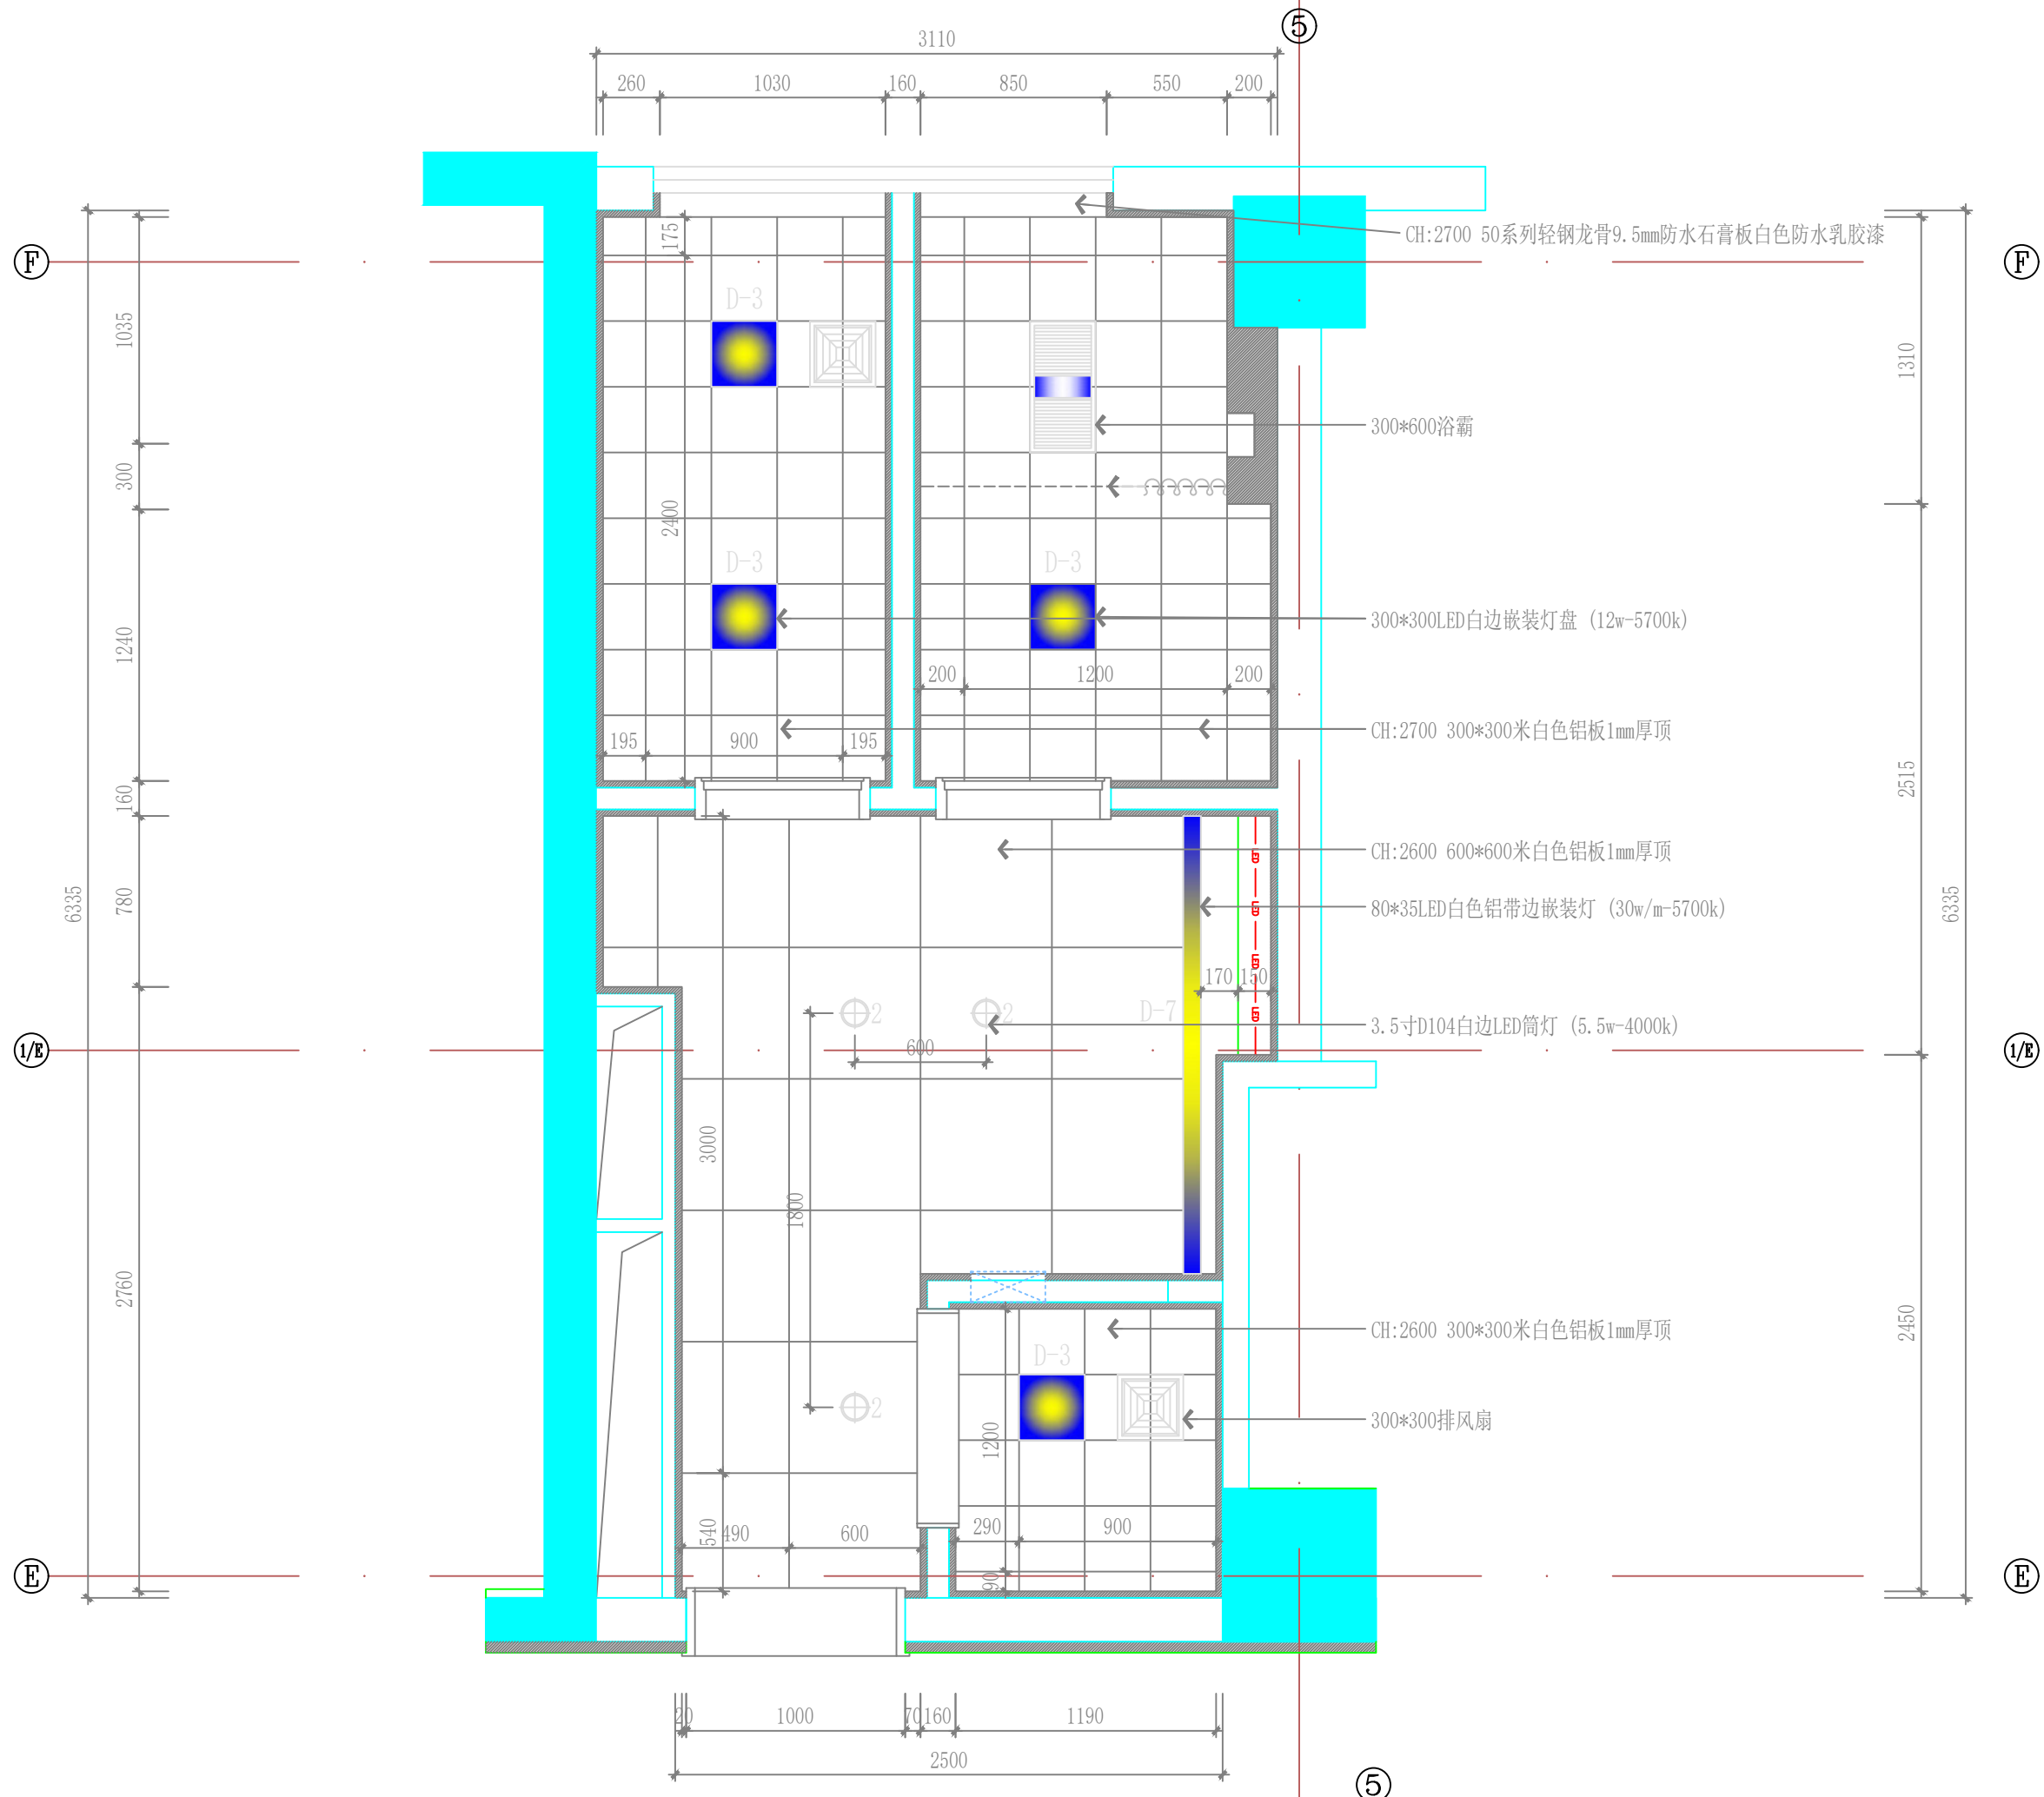 ⑤
3110
260 1030 160 850 550 200
CH:2700 50系列轻钢龙骨9.5mm防水石膏板白色防水乳胶漆
175
F
F
D-3
1035
1310
300*600浴霸
300
2400
D-3 D-3
300*300LED白边嵌装灯盘 (12w-5700k)
1240
200 1200 200
CH:2700 300*300米白色铝板1mm厚顶
195 900 195
160
2515
CH:2600 600*600米白色铝板1mm厚顶
LED
6335
780
80*35LED白色铝带边嵌装灯 (30w/m-5700k)
LED
6335
LED
170 150
2 2 D-7
LED
3.5寸D104白边LED筒灯 (5.5w-4000k)
600
1/E
1/E
3000
1800
2760
CH:2600 300*300米白色铝板1mm厚顶
2450
D-3
2
300*300排风扇
1200
540
490 600 290 900
90
E
E
20 1000 70 160 1190
2500
⑤